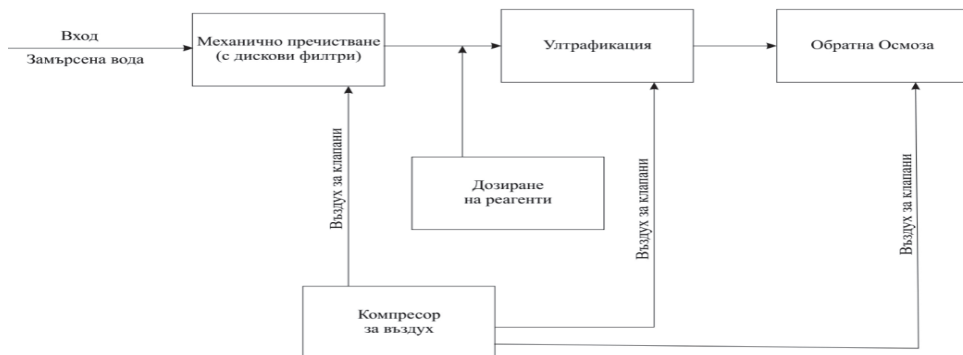 Вход
Замърсена вода
Механично пречистване
(с дискови филтри)
Ултрафикация
Обратна Осмоза
Въздух за клапани
Дозиране
на реагенти
Въздух за клапани
Въздух за клапани
Компресор
за въздух